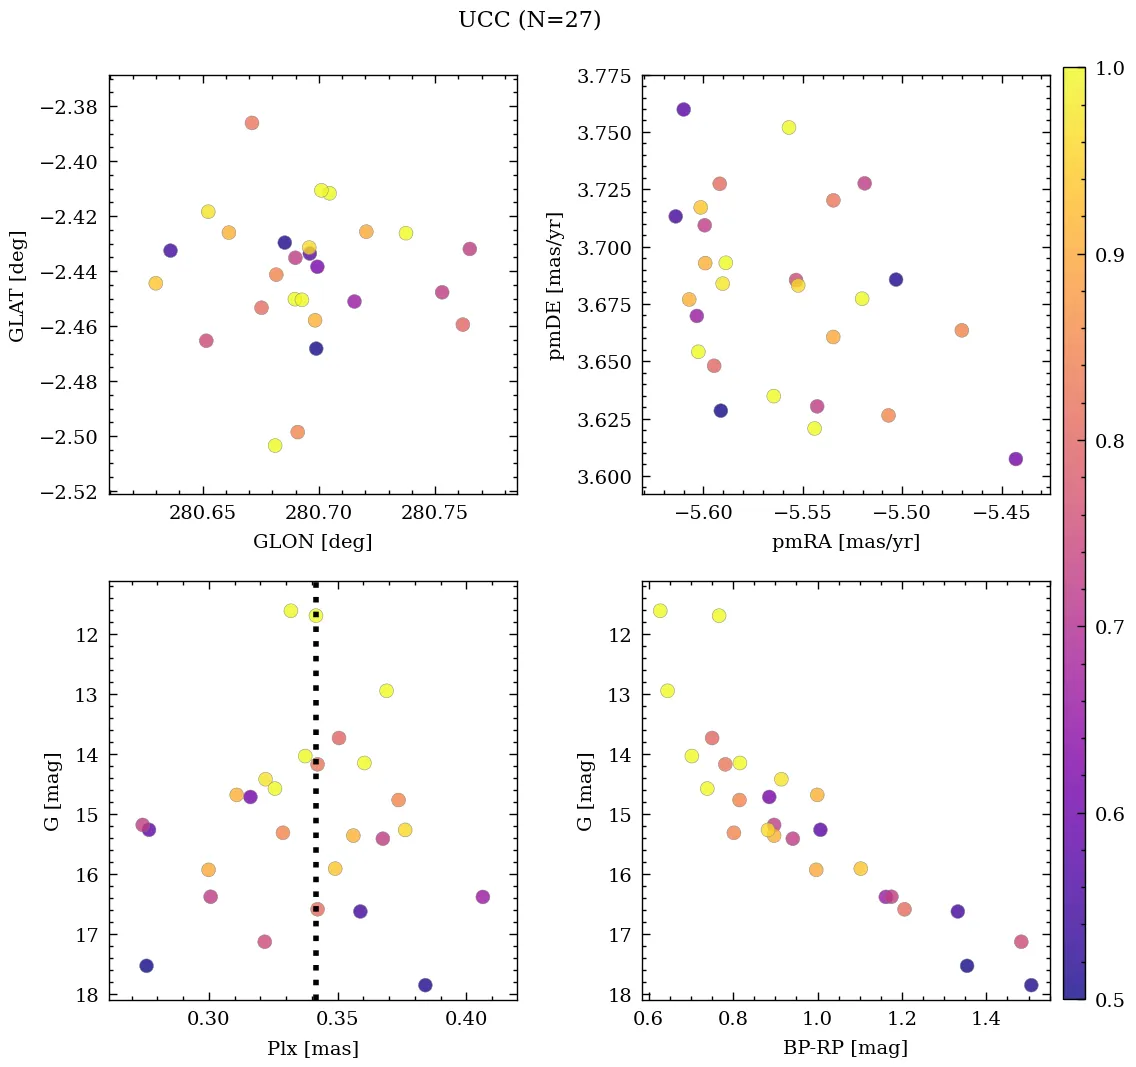 UCC (N=27)
GLAT [deg]
−2.38
−2.40
−2.42
−2.44
−2.46
−2.48
−2.50
−2.52
280.65 280.70 280.75
GLON [deg]
pmDE [mas/yr]
3.775
3.750
3.725
3.700
3.675
3.650
3.625
3.600
−5.60 −5.55 −5.50 −5.45
pmRA [mas/yr]
G [mag]
12
13
14
15
16
17
18
0.30 0.35 0.40
Plx [mas]
G [mag]
12
13
14
15
16
17
18
0.6 0.8 1.0 1.2 1.4
BP-RP [mag]
1.0
0.9
0.8
0.7
0.6
0.5